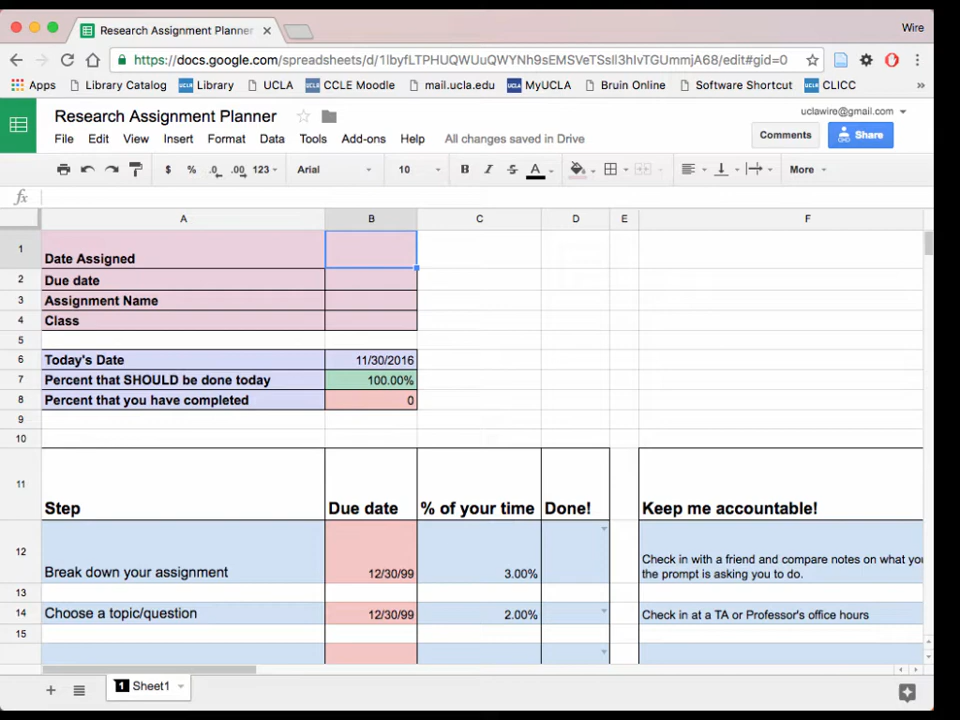 Research Assignment Planner ×
Wire
https://docs.google.com/spreadsheets/d/1lbyfLTPHUQWUuQWYNh9sEMSVeTSsll3hIvTGUmmjA68/edit#gid=0
Apps Library Catalog UCLA Library UCLA CCLE Moodle mail.ucla.edu UCLA MyUCLA Bruin Online Software Shortcut UCLA CLICC »
Research Assignment Planner
uclawire@gmail.com
File Edit View Insert Format Data Tools Add-ons Help All changes saved in Drive
Comments Share
$ % .0 .00 123 Arial 10 B I S A More
fx
A B C D E F
1 Date Assigned
2 Due date
3 Assignment Name
4 Class
5
6 Today's Date 11/30/2016
7 Percent that SHOULD be done today 100.00%
8 Percent that you have completed 0
9
10
11 Step Due date % of your time Done! Keep me accountable!
Check in with a friend and compare notes on what you
12 Break down your assignment 12/30/99 3.00% the prompt is asking you to do.
13
14 Choose a topic/question 12/30/99 2.00% Check in at a TA or Professor's office hours
15
+ 1 Sheet1